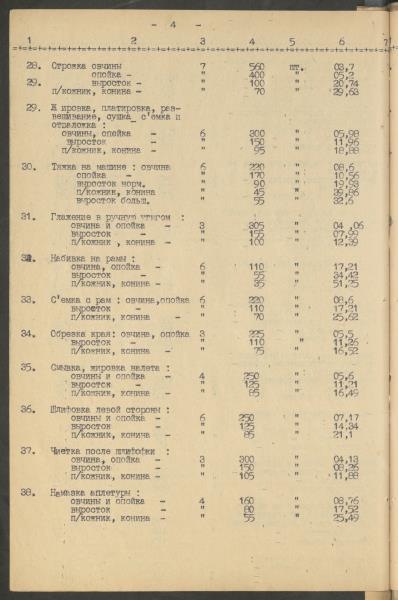 - 4 -
1 2 3 4 5 6 7
28. Строжка овчины 7 560 шт. 03,7
опойка - " 400 " 05,2
29. выросток - " 100 " 20,74
п/кожник, конина - " 70 " 29,63
29. Ж ировка, платировка, раз-
вешивание, сушка, с'емка и
отволожка :
овчины, опойка - 6 300 " 05,98
выросток - " 150 " 11,96
п/кожник, конина - " 95 " 18,88
30. Тяжка на машине : овчина 6 220 " 08,6
опойка - " 170 " 10,56
выросток норм. " 90 " 19,93
п/кожник, конина " 45 " 39,86
выросток больш. " 55 " 32,6
31. Глажение в ручную утюгом :
овчина и опойка - 3 305 " 04 ,06
выросток - " 155 " 07,99
п/кожник , конина - " 100 " 12,39
32. Набивка на рамы :
овчина, опойка - 6 110 " 17,21
выросток - " 55 " 34,42
п/кожник, конина - " 35 " 51,25
33. С'емка с рам : овчина,опойка 6 220 " 08,6
выросток - " 110 " 17,21
п/кожник, конина - " 70 " 25,62
34. Обрезка края: овчина, опойка 3 225 " 05,5
выросток - " 110 " 11,26
п/кожник, конина - " 75 " 16,52
35. Смывка, жировка налета :
овчины и опойка - 4 250 " 05,6
выросток - " 125 " 11,21
п/кожник, конина - " 85 " 16,49
36. Шлифовка левой стороны :
овчины и опойка - 6 250 " 07,17
выросток - " 125 " 14,34
п/кожник, конина - " 85 " 21,1
37. Чистка после шлифофки :
овчина, опойка - 3 300 " 04,13
выросток - " 150 " 08,26
п/кожник, конина - " 105 " 11,88
38. Намазка аплетуры :
овчины и опойка - 4 160 " 08,76
выросток - " 80 " 17,52
п/кожник, конина - " 55 " 25,49